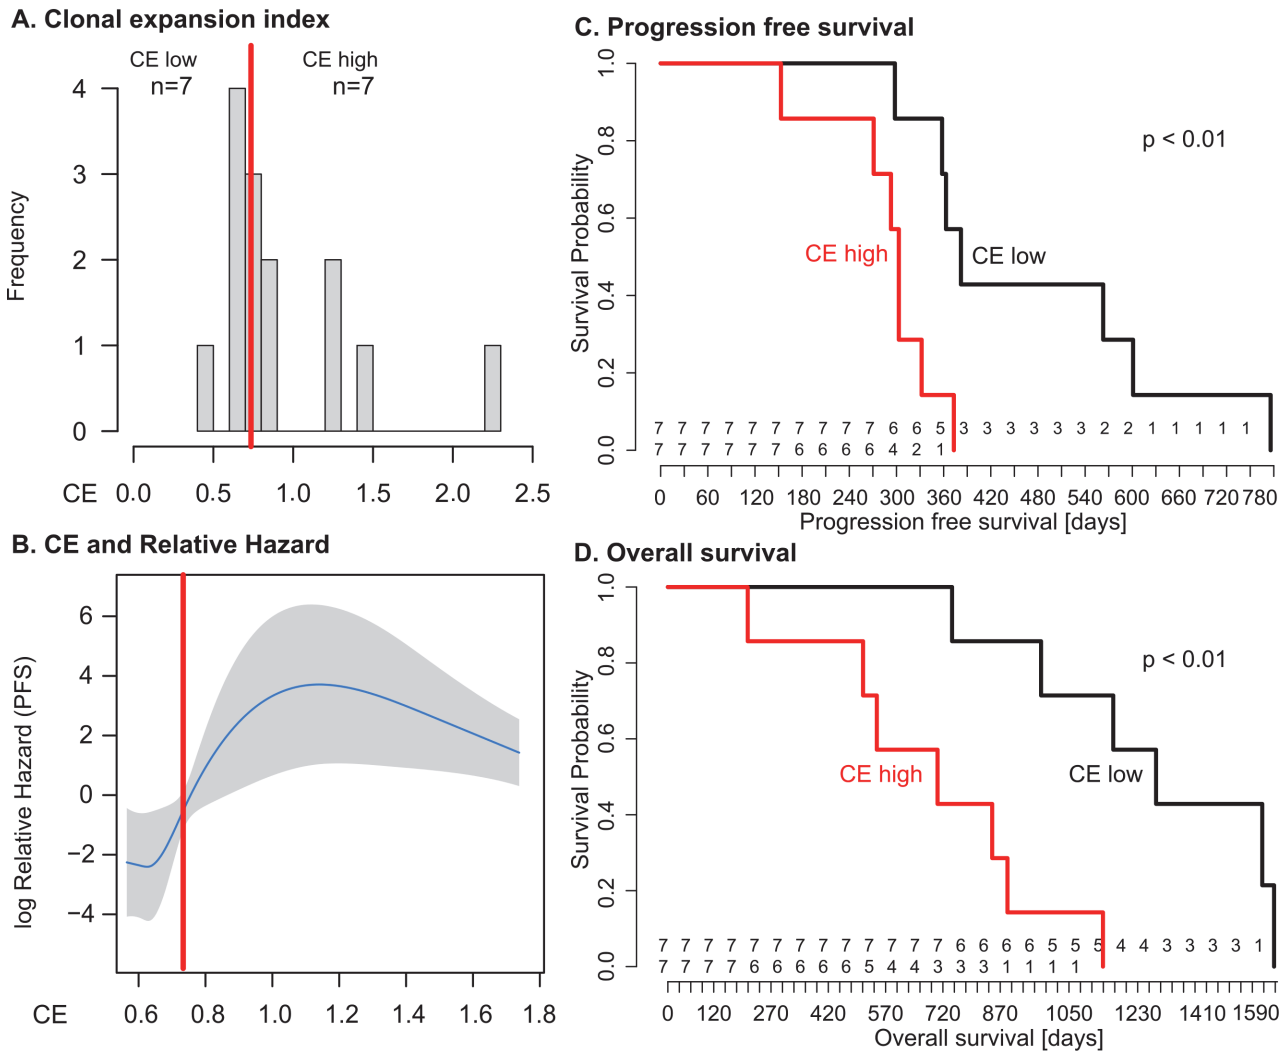 A. Clonal expansion index
CE low
n=7
CE high
n=7
Frequency
4
3
2
1
0
CE 0.0 0.5 1.0 1.5 2.0 2.5
B. CE and Relative Hazard
log Relative Hazard (PFS)
6
4
2
0
−2
−4
CE 0.6 0.8 1.0 1.2 1.4 1.6 1.8
C. Progression free survival
Survival Probability
1.0
0.8
0.6
0.4
0.2
0.0
p < 0.01
CE high
CE low
7 7 7 7 7 7 7 7 7 7 6 6 5 3 3 3 3 3 3 2 2 1 1 1 1 1
7 7 7 7 7 7 6 6 6 6 4 2 1
0 60 120 180 240 300 360 420 480 540 600 660 720 780
Progression free survival [days]
D. Overall survival
Survival Probability
1.0
0.8
0.6
0.4
0.2
0.0
p < 0.01
CE high
CE low
7 7 7 7 7 7 7 7 7 7 7 7 7 6 6 6 6 5 5 5 4 4 3 3 3 3 1
7 7 7 7 6 6 6 6 6 5 4 4 3 3 3 1 1 1 1
0 120 270 420 570 720 870 1050 1230 1410 1590
Overall survival [days]